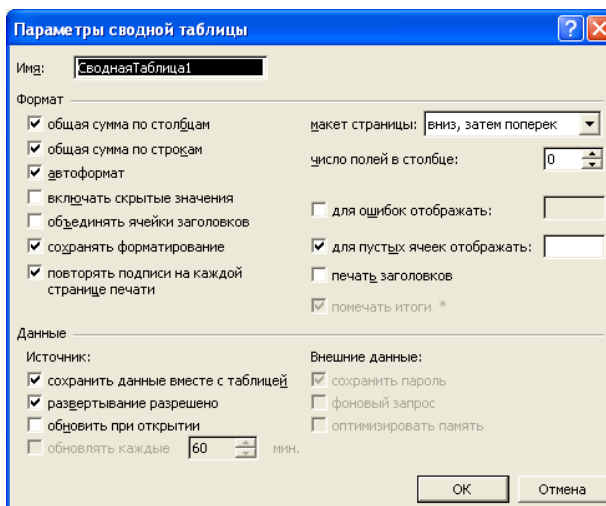 Параметры сводной таблицы
Имя: СводнаяТаблица1
Формат
общая сумма по столбцам
общая сумма по строкам
автоформат
включать скрытые значения
объединять ячейки заголовков
сохранять форматирование
повторять подписи на каждой
странице печати
макет страницы: вниз, затем поперек
число полей в столбце: 0
для ошибок отображать:
для пустых ячеек отображать:
печать заголовков
помечать итоги *
Данные
Источник:
сохранить данные вместе с таблицей
развертывание разрешено
обновить при открытии
обновлять каждые 60 мин.
Внешние данные:
сохранить пароль
фоновый запрос
оптимизировать память
ОК
Отмена